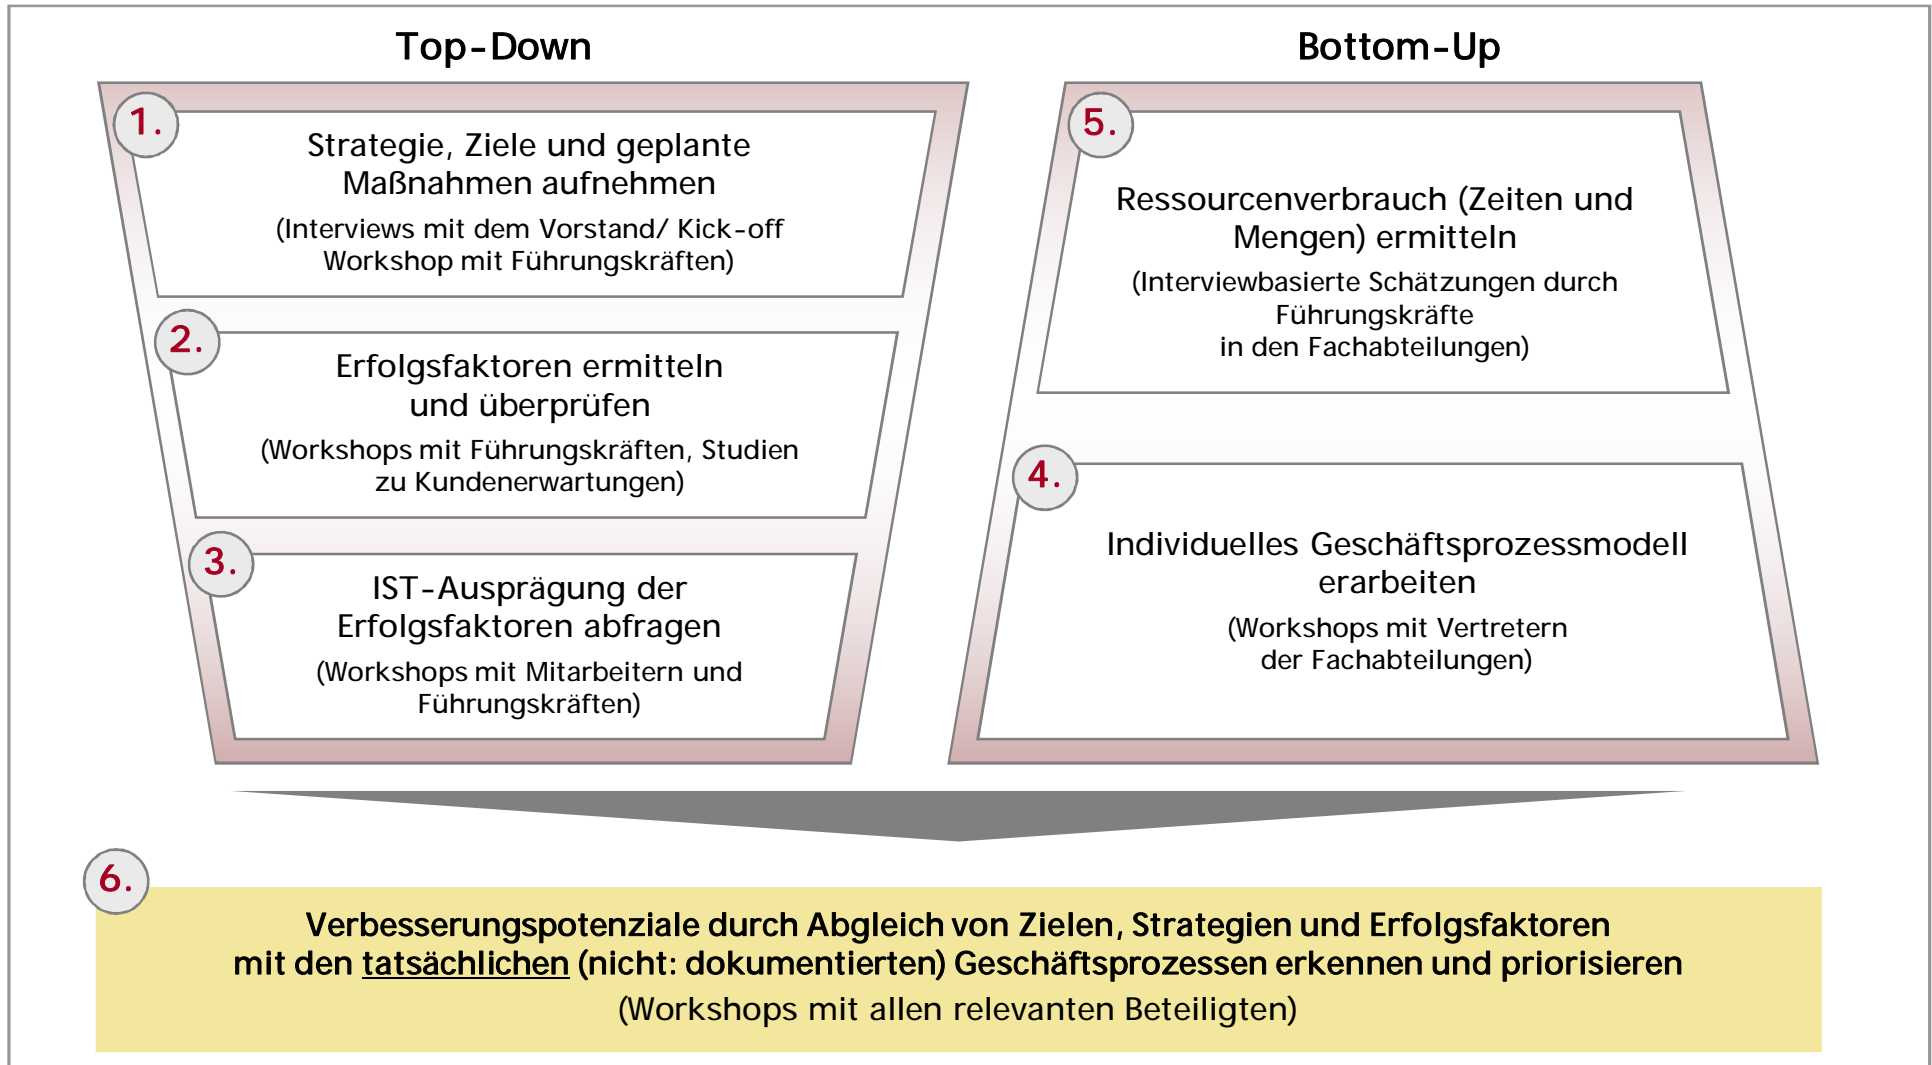 Top-Down
1.
Strategie, Ziele und geplante
Maßnahmen aufnehmen
(Interviews mit dem Vorstand/ Kick-off
Workshop mit Führungskräften)
2.
Erfolgsfaktoren ermitteln
und überprüfen
(Workshops mit Führungskräften, Studien
zu Kundenerwartungen)
3.
IST-Ausprägung der
Erfolgsfaktoren abfragen
(Workshops mit Mitarbeitern und
Führungskräften)
Bottom-Up
5.
Ressourcenverbrauch (Zeiten und
Mengen) ermitteln
(Interviewbasierte Schätzungen durch
Führungskräfte
in den Fachabteilungen)
4.
Individuelles Geschäftsprozessmodell
erarbeiten
(Workshops mit Vertretern
der Fachabteilungen)
6.
Verbesserungspotenziale durch Abgleich von Zielen, Strategien und Erfolgsfaktoren
mit den tatsächlichen (nicht: dokumentierten) Geschäftsprozessen erkennen und priorisieren
(Workshops mit allen relevanten Beteiligten)